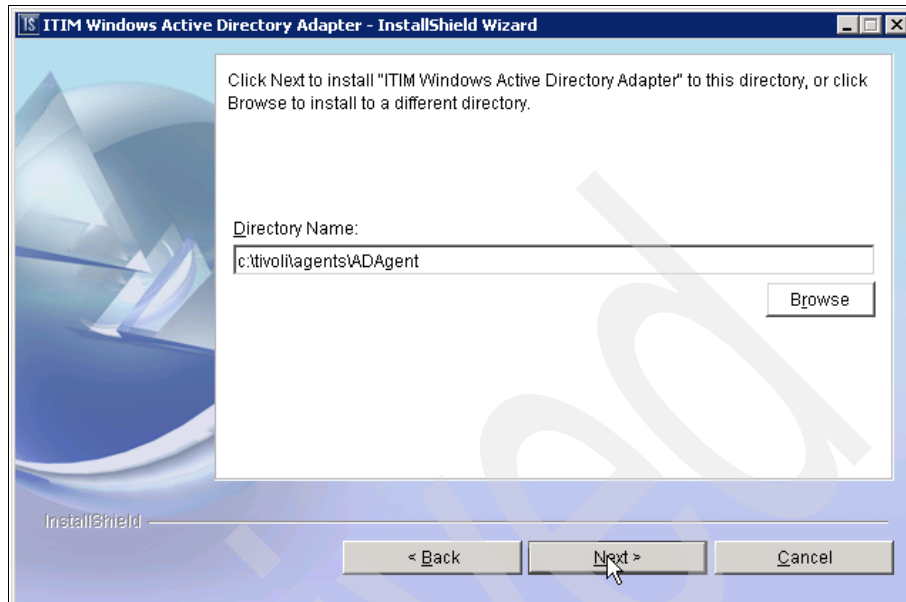 ITIM Windows Active Directory Adapter - InstallShield Wizard
Click Next to install "ITIM Windows Active Directory Adapter" to this directory, or click
Browse to install to a different directory.
Directory Name:
c:\tivoli\agents\ADAgent
Browse
InstallShield
< Back Next > Cancel